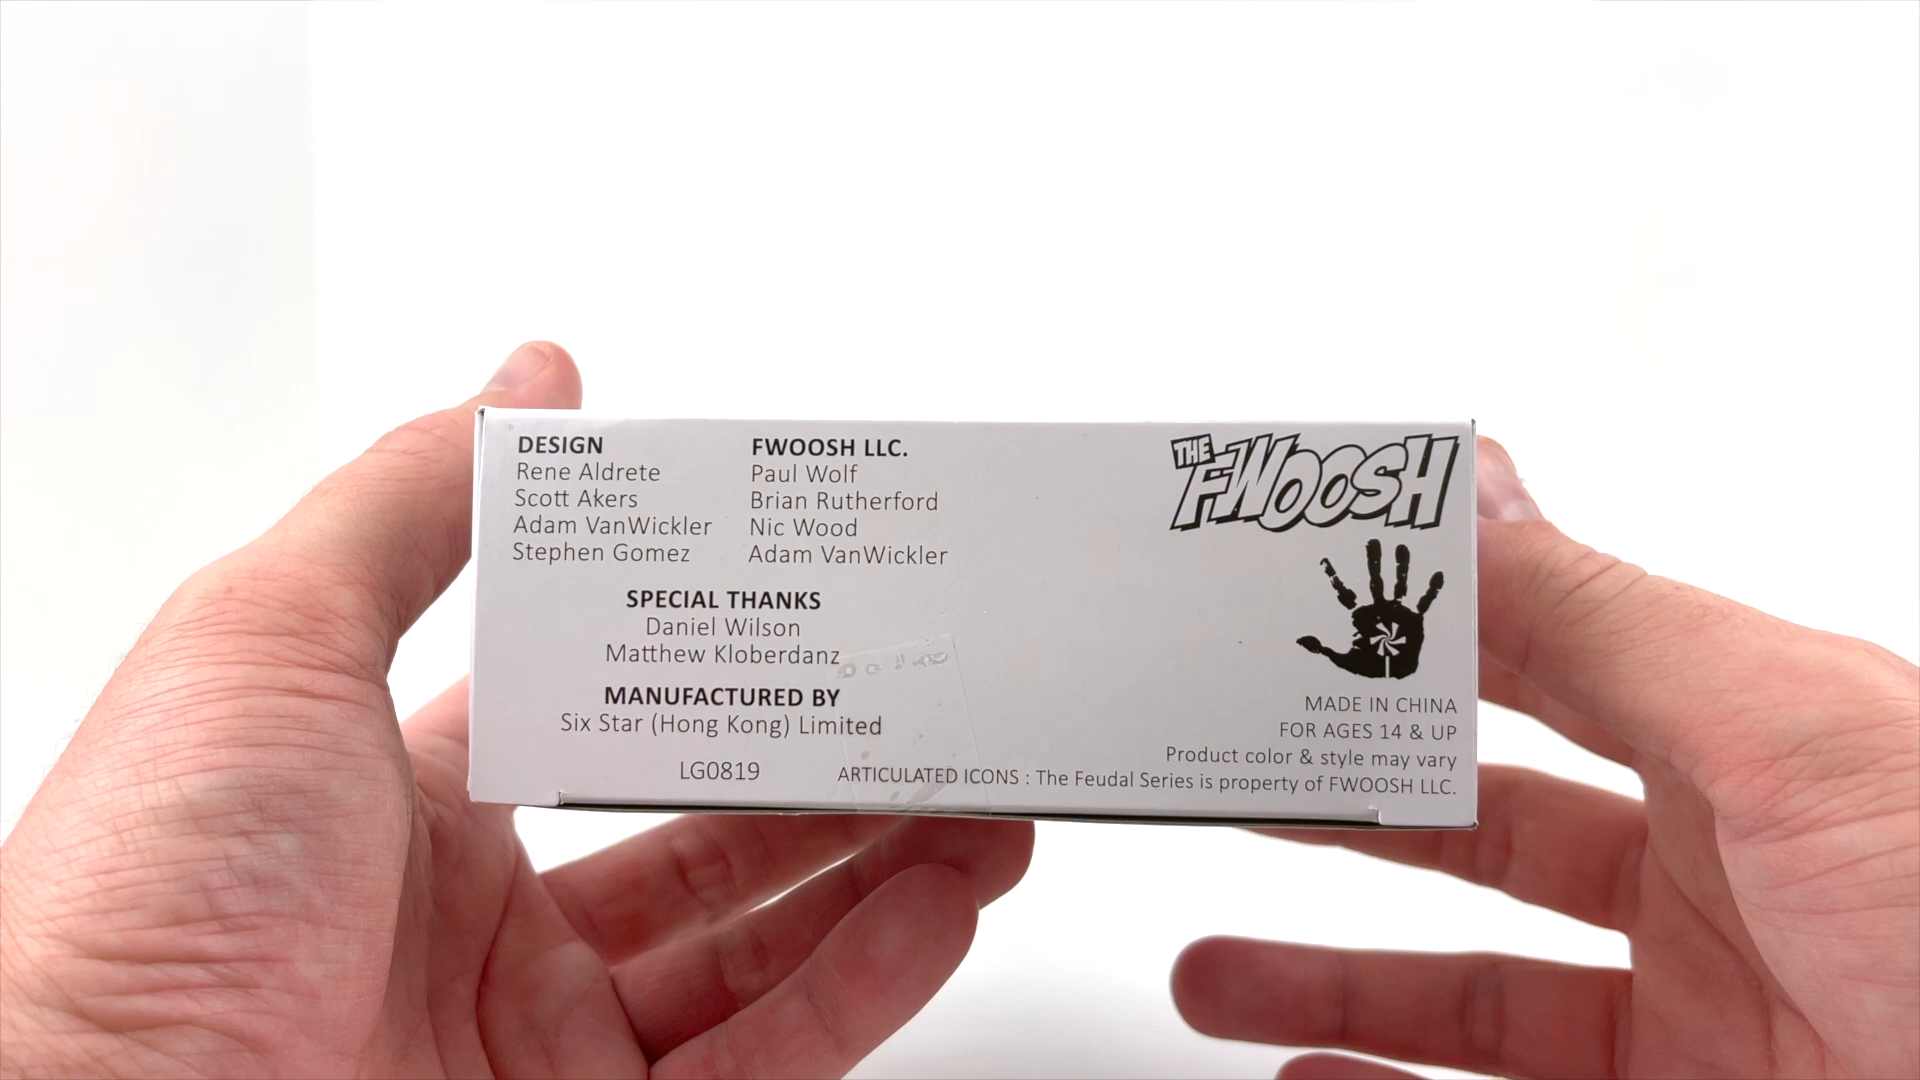 DESIGN
Rene Aldrete
Scott Akers
Adam VanWickler
Stephen Gomez
FWOOSH LLC.
Paul Wolf
Brian Rutherford
Nic Wood
Adam VanWickler
SPECIAL THANKS
Daniel Wilson
Matthew Kloberdanz
MANUFACTURED BY
Six Star (Hong Kong) Limited
LG0819
THE
FWOOSH
MADE IN CHINA
FOR AGES 14 & UP
Product color & style may vary
ARTICULATED ICONS : The Feudal Series is property of FWOOSH LLC.